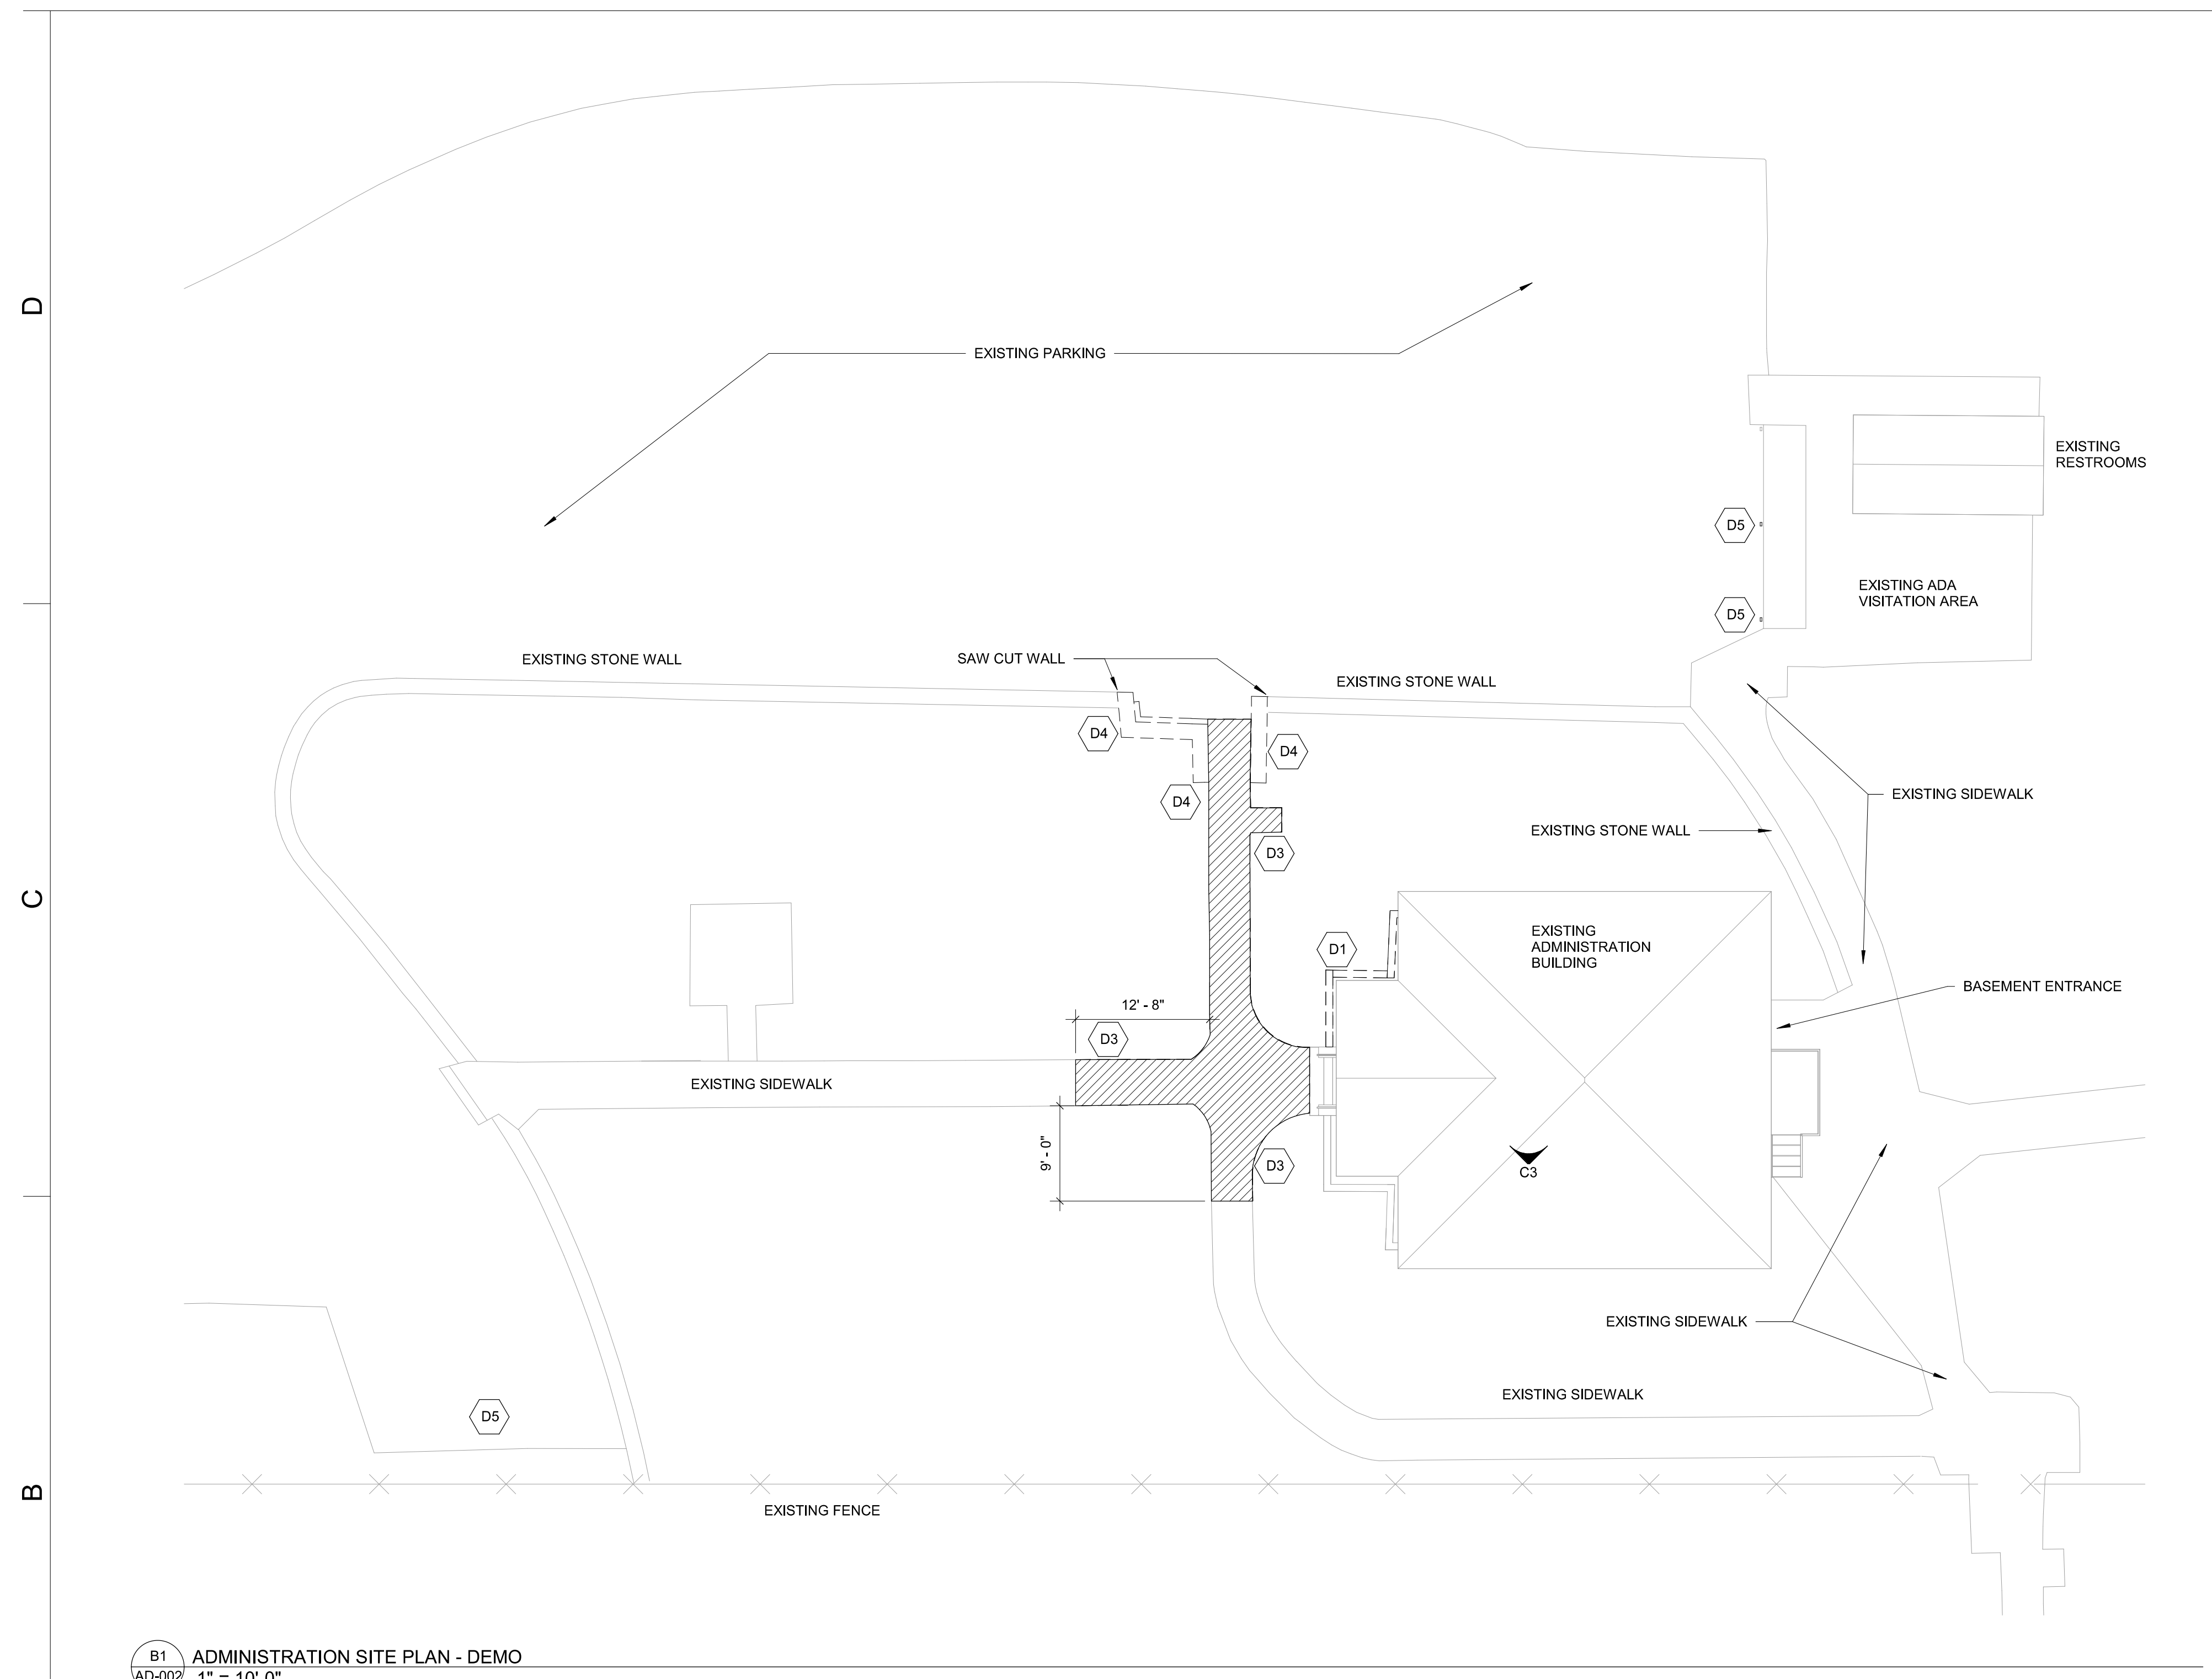 D
EXISTING PARKING
EXISTING
RESTROOMS
D5
EXISTING ADA
VISITATION AREA
D5
EXISTING STONE WALL
SAW CUT WALL
EXISTING STONE WALL
D4
D4
D4
EXISTING SIDEWALK
EXISTING STONE WALL
D3
C
EXISTING
ADMINISTRATION
BUILDING
D1
BASEMENT ENTRANCE
12' - 8"
D3
EXISTING SIDEWALK
9' - 0"
D3
C3
EXISTING SIDEWALK
EXISTING SIDEWALK
D5
B
EXISTING FENCE
B1
ADMINISTRATION SITE PLAN - DEMO
AD-002
1" = 10'-0"